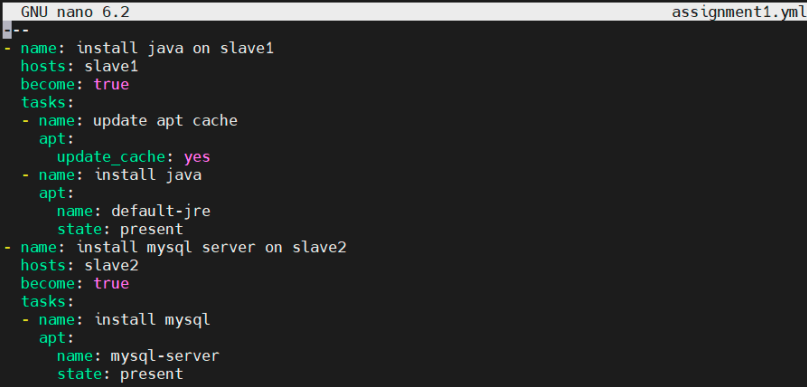 GNU nano 6.2 assignment1.yml
---
- name: install java on slave1
  hosts: slave1
  become: true
  tasks:
  - name: update apt cache
    apt:
      update_cache: yes
  - name: install java
    apt:
      name: default-jre
      state: present
- name: install mysql server on slave2
  hosts: slave2
  become: true
  tasks:
  - name: install mysql
    apt:
      name: mysql-server
      state: present